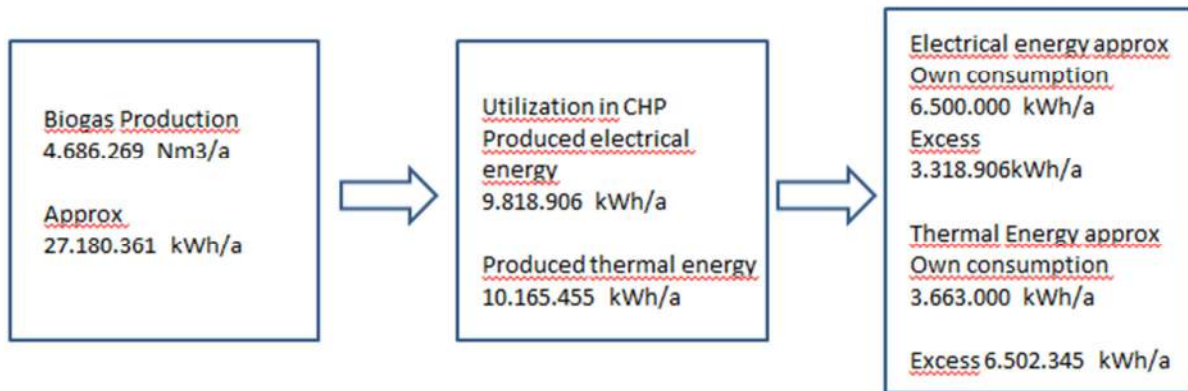 Biogas Production
4.686.269 Nm3/a
Approx
27.180.361 kWh/a
Utilization in CHP
Produced electrical
energy
9.818.906 kWh/a
Produced thermal energy
10.165.455 kWh/a
Electrical energy approx
Own consumption
6.500.000 kWh/a
Excess
3.318.906kWh/a
Thermal Energy approx
Own consumption
3.663.000 kWh/a
Excess 6.502.345 kWh/a